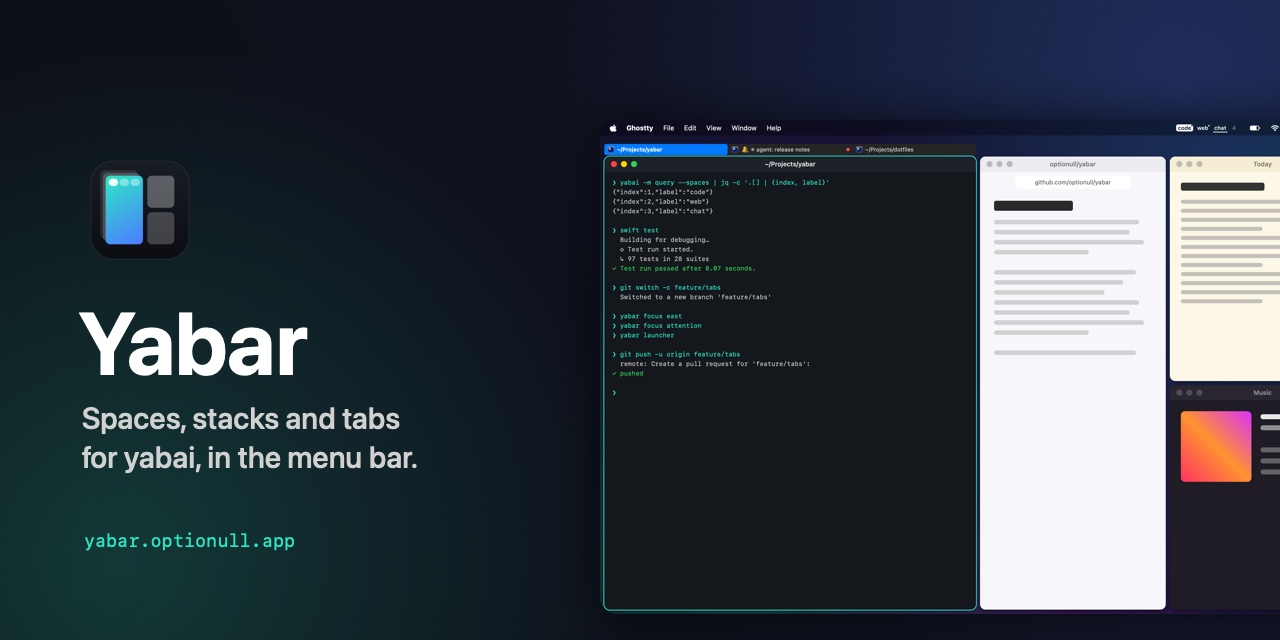 Yabar
Spaces, stacks and tabs
for yabai, in the menu bar.
yabar.optionull.app
Ghostty File Edit View Window Help
code web chat 4
~/Projects/yabar
agent: release notes
~/Projects/dotfiles
~/Projects/yabar
❯ yabai -m query --spaces | jq -c '.[] | {index, label}'
{"index":1,"label":"code"}
{"index":2,"label":"web"}
{"index":3,"label":"chat"}
❯ swift test
Building for debugging…
◇ Test run started.
↳ 97 tests in 28 suites
✓ Test run passed after 0.07 seconds.
❯ git switch -c feature/tabs
Switched to a new branch 'feature/tabs'
❯ yabar focus east
❯ yabar focus attention
❯ yabar launcher
❯ git push -u origin feature/tabs
remote: Create a pull request for 'feature/tabs':
✓ pushed
❯
optionull/yabar
github.com/optionull/yabar
Today
Music